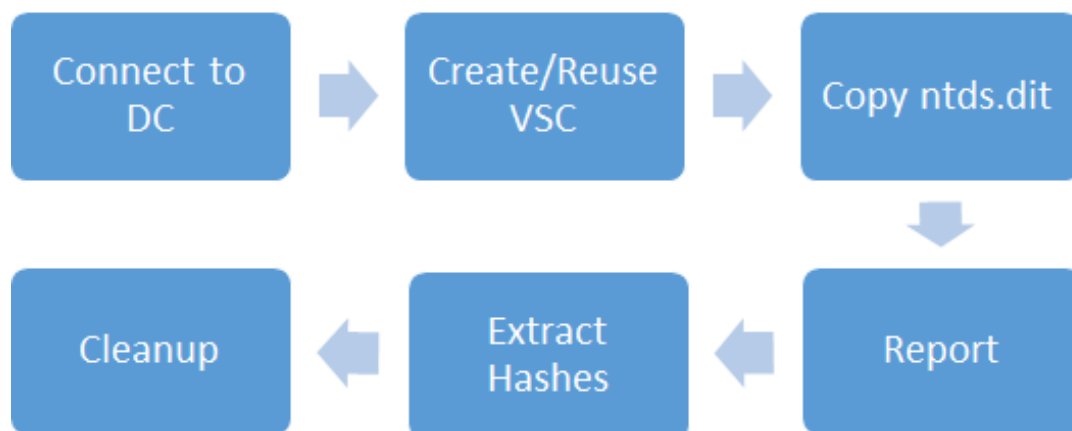 Connect to
DC
Create/Reuse
VSC
Copy ntds.dit
Report
Extract
Hashes
Cleanup